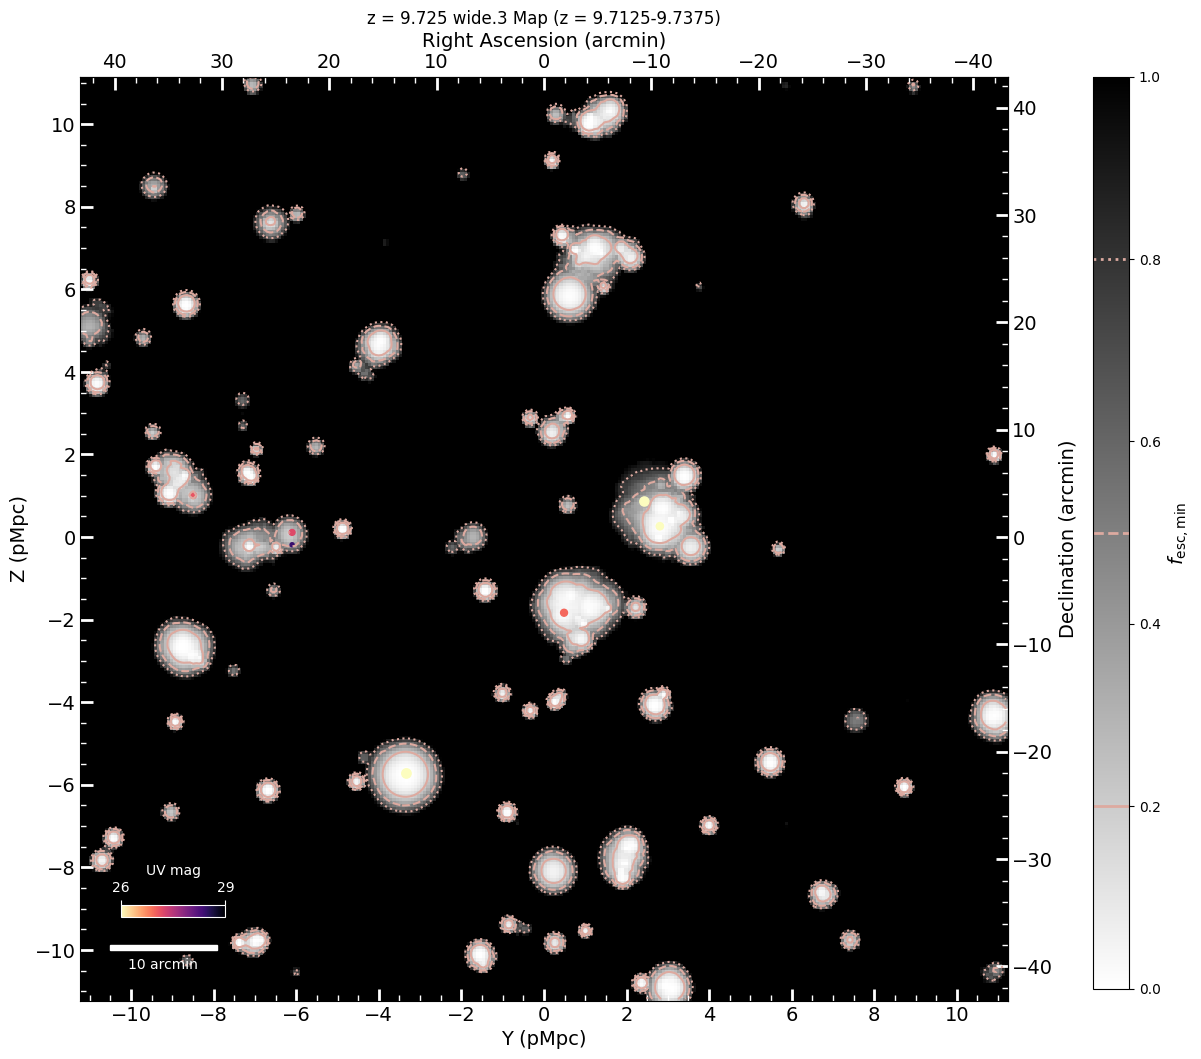 z = 9.725 wide.3 Map (z = 9.7125-9.7375)
Right Ascension (arcmin)
40 30 20 10 0 −10 −20 −30 −40
10 8 6 4 2 0 −2 −4 −6 −8 −10
Z (pMpc)
40 30 20 10 0 −10 −20 −30 −40
Declination (arcmin)
1.0 0.8 0.6 0.4 0.2 0.0
f_esc,min
UV mag
26 29
10 arcmin
−10 −8 −6 −4 −2 0 2 4 6 8 10
Y (pMpc)